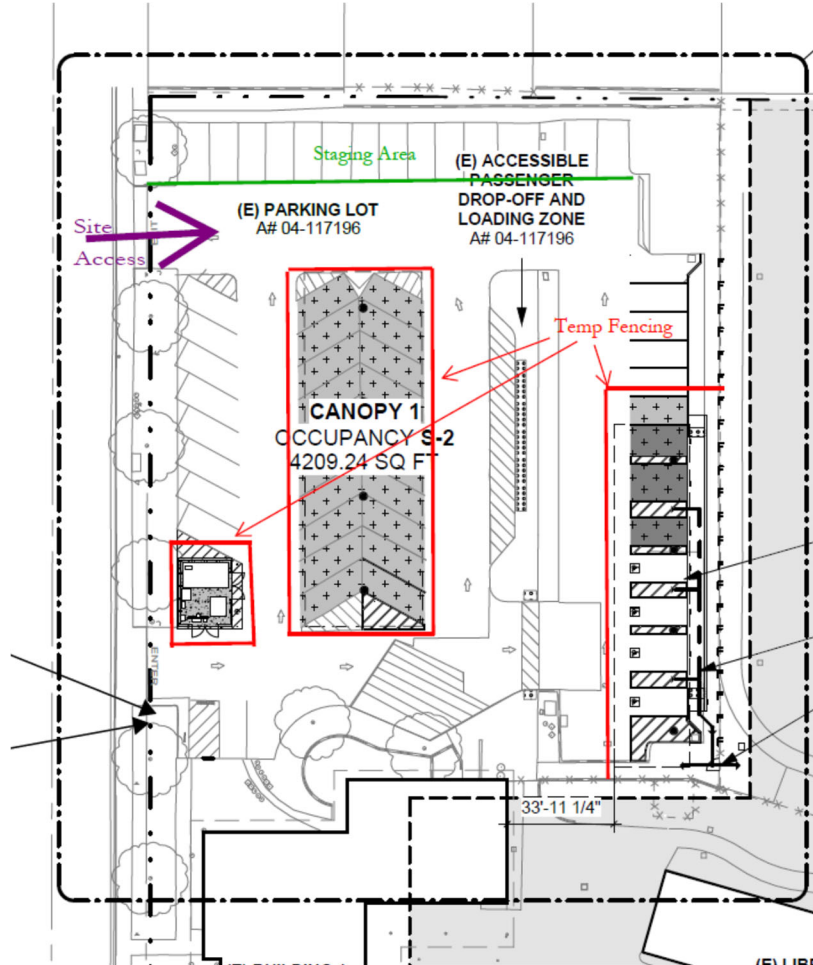 Staging Area
(E) ACCESSIBLE
PASSENGER
DROP-OFF AND
LOADING ZONE
A# 04-117196
(E) PARKING LOT
A# 04-117196
Site
Access
EXIT
Temp Fencing
CANOPY 1
OCCUPANCY S-2
4209.24 SQ FT
ENTER
33'-11 1/4"